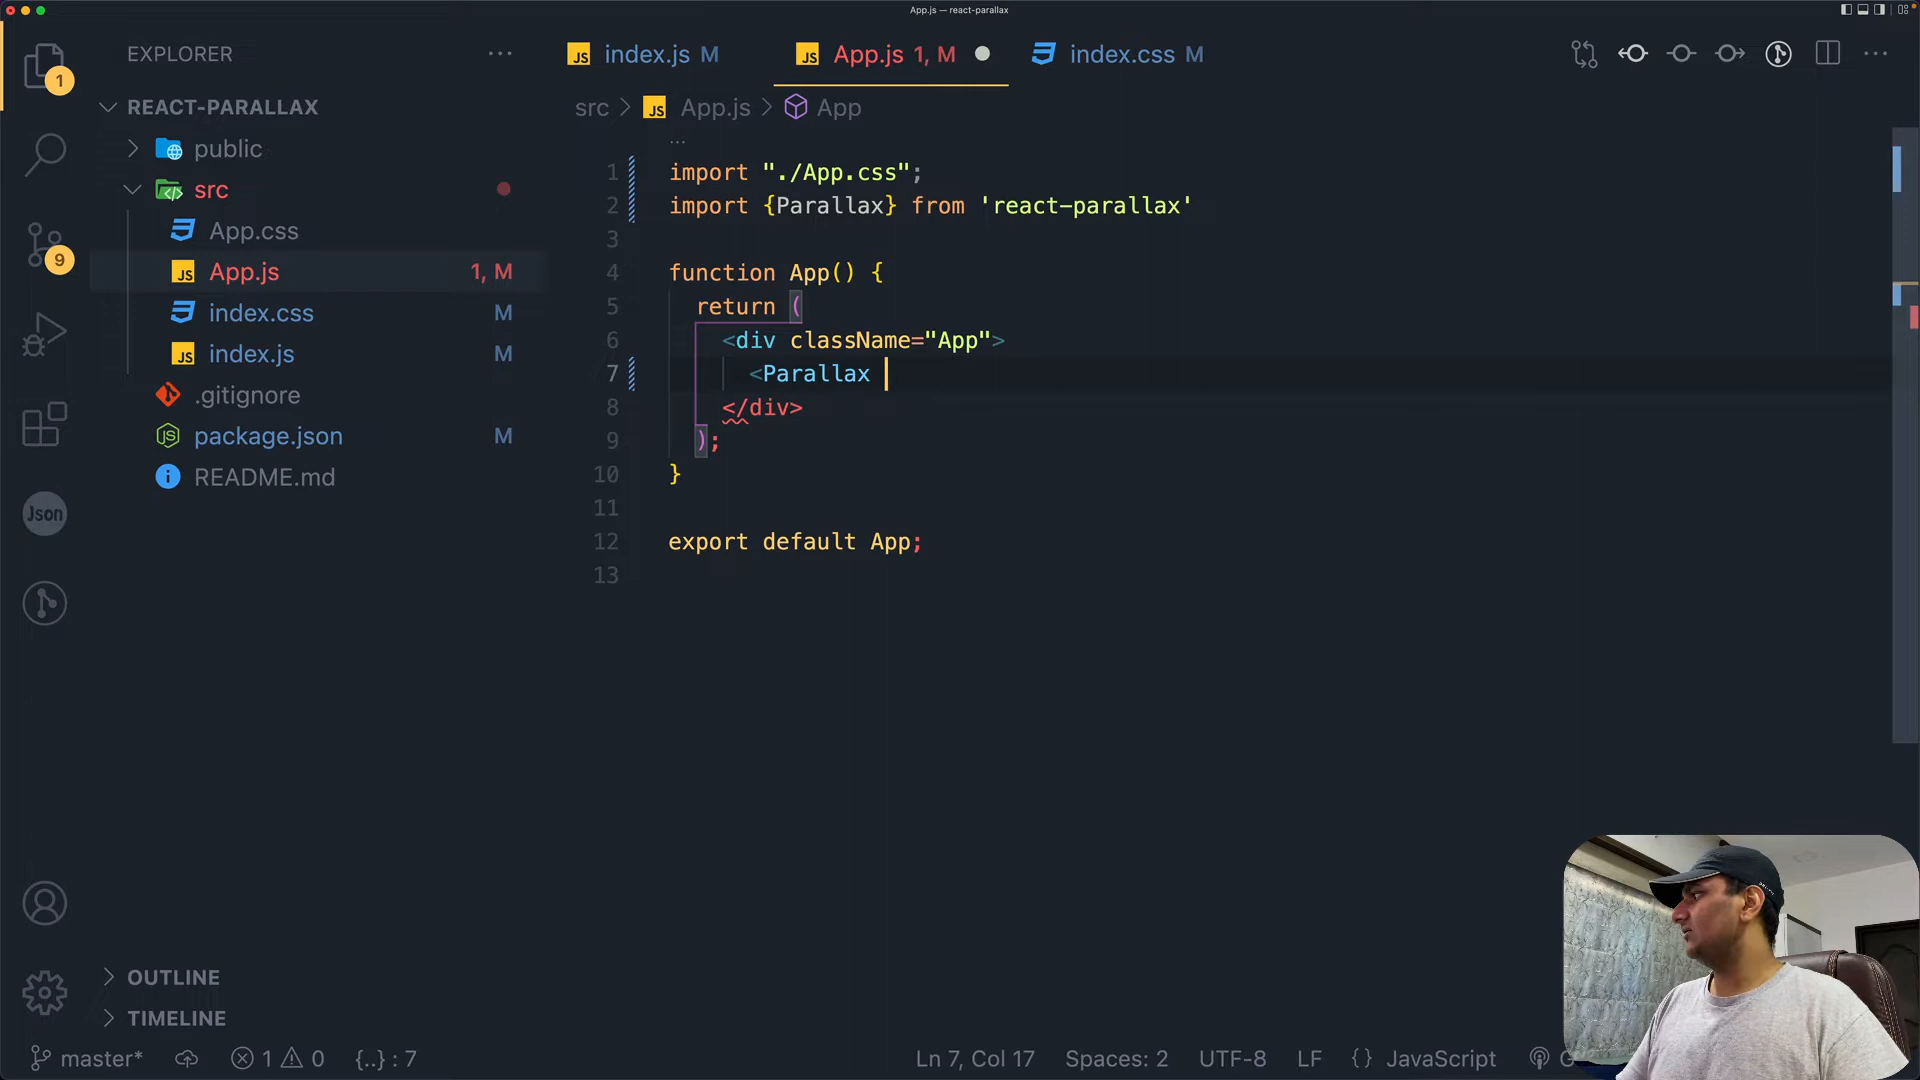 App.js — react-parallax
EXPLORER
index.js M
App.js 1, M
index.css M
1
REACT-PARALLAX
src > JS App.js > App
public
src
App.css
App.js 1, M
index.css M
index.js M
.gitignore
package.json M
README.md
9
Json
1 import "./App.css";
2 import {Parallax} from 'react-parallax'
3
4 function App() {
5 return (
6 <div className="App">
7 <Parallax
8 </div>
9 );
10 }
11
12 export default App;
13
OUTLINE
TIMELINE
master* 1 0 {..} : 7 Ln 7, Col 17 Spaces: 2 UTF-8 LF {} JavaScript